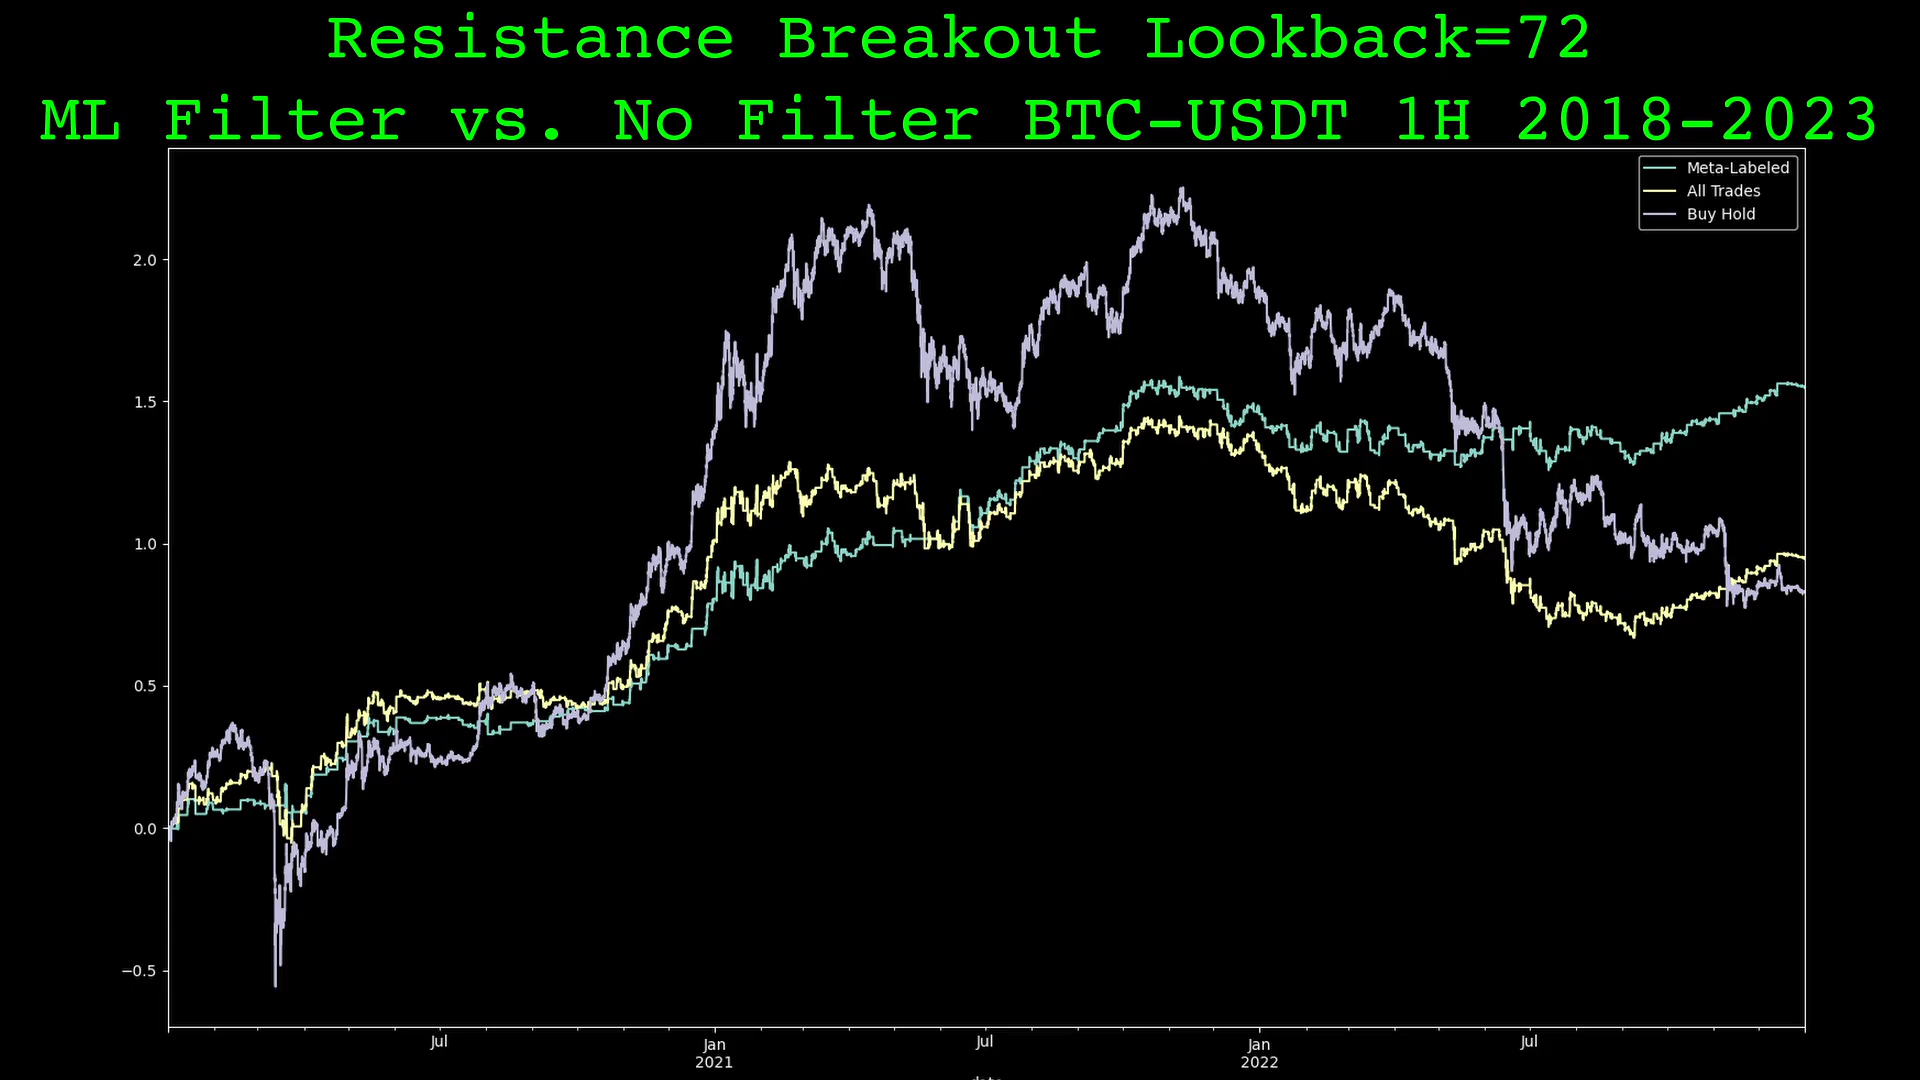 Resistance Breakout Lookback=72
ML Filter vs. No Filter BTC-USDT 1H 2018-2023
Meta-Labeled
All Trades
Buy Hold
2.0
1.5
1.0
0.5
0.0
−0.5
Jul
Jan
2021
Jul
Jan
2022
Jul